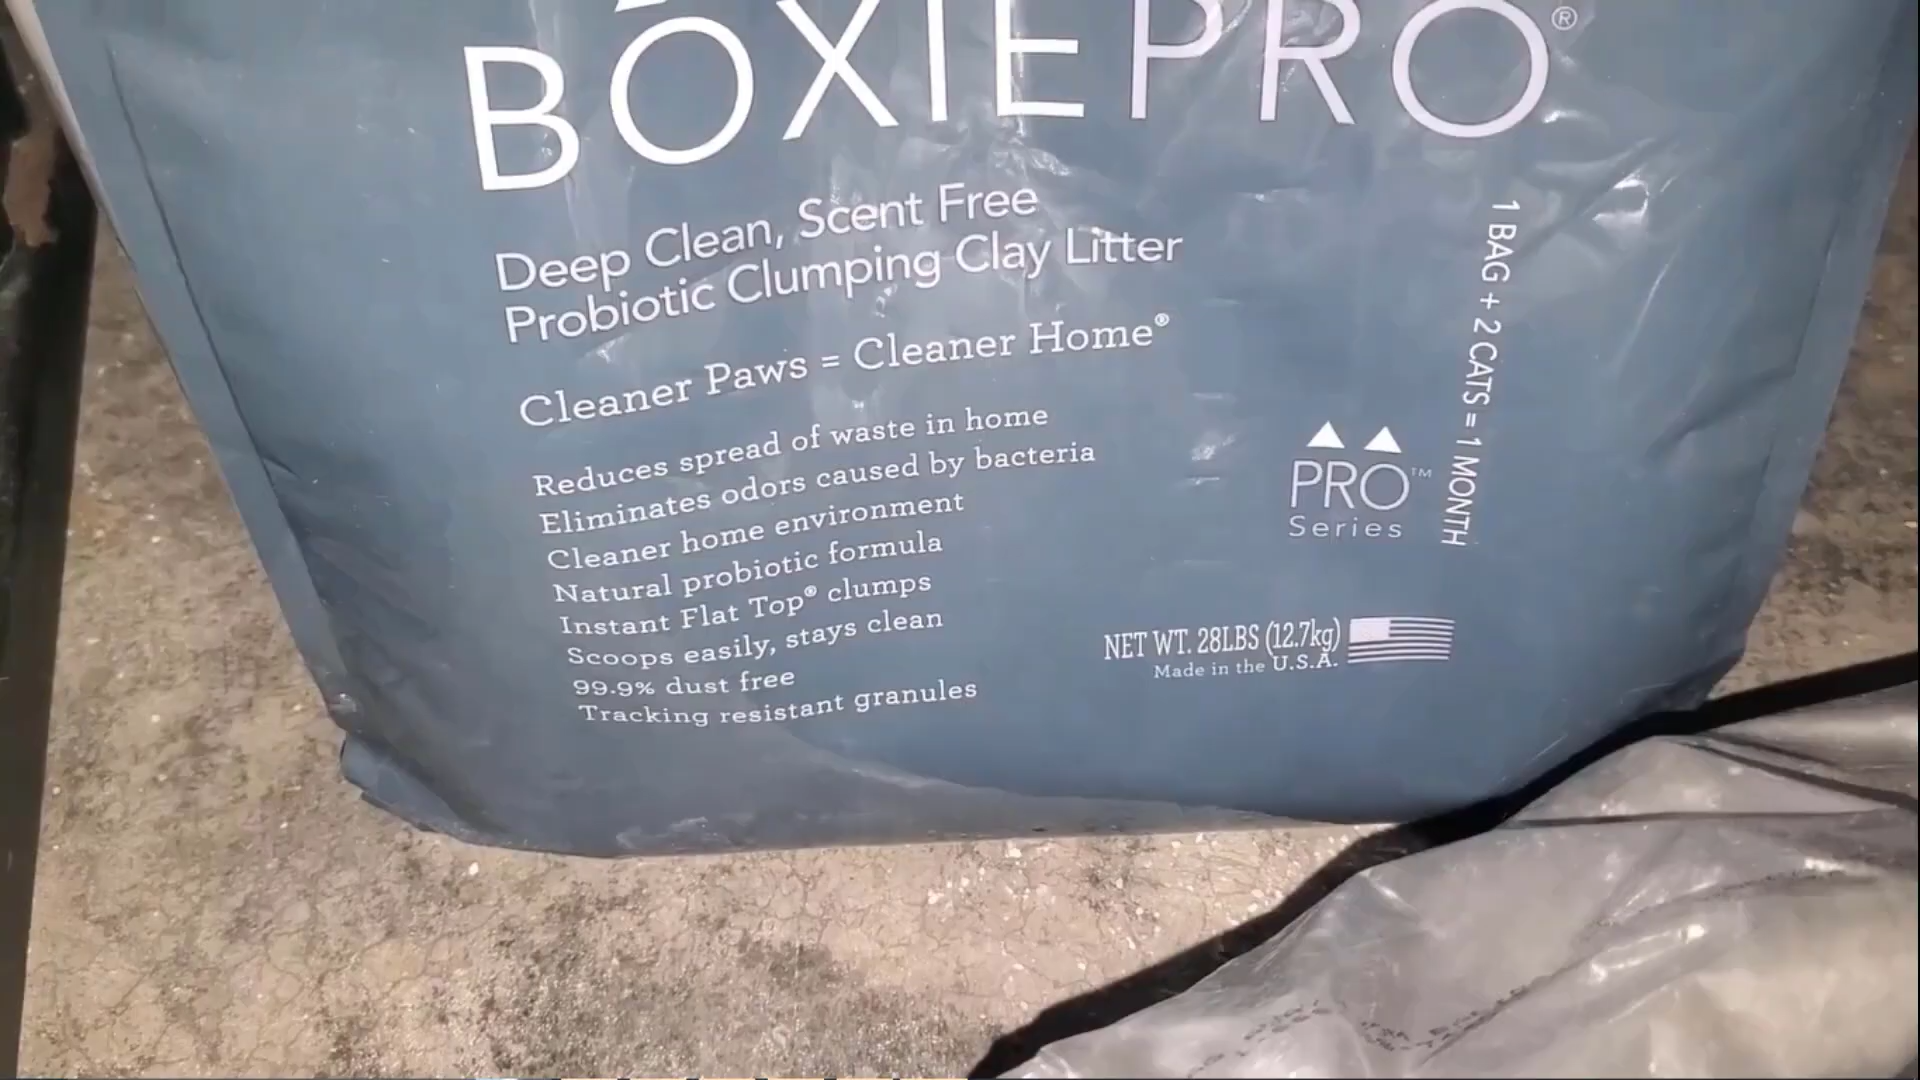 BOXIEPRO®
Deep Clean, Scent Free
Probiotic Clumping Clay Litter
Cleaner Paws = Cleaner Home®
Reduces spread of waste in home
Eliminates odors caused by bacteria
Cleaner home environment
Natural probiotic formula
Instant Flat Top® clumps
Scoops easily, stays clean
99.9% dust free
Tracking resistant granules
1 BAG + 2 CATS = 1 MONTH
PRO™
Series
NET WT. 28LBS (12.7kg)
Made in the U.S.A.